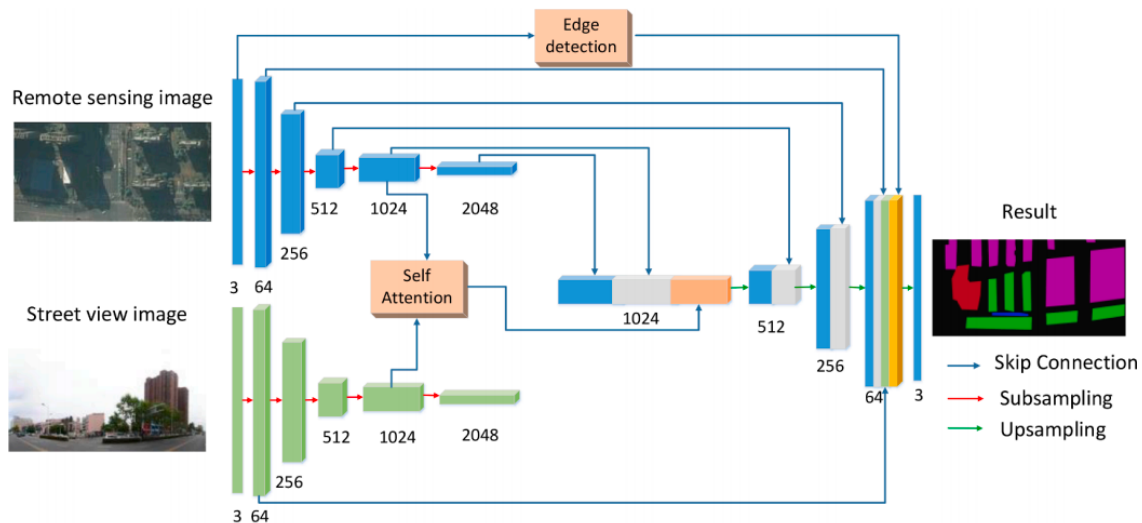 Edge
detection
Remote sensing image
512
1024
2048
256
3
64
Self
Attention
Street view image
512
1024
2048
256
3
64
1024
512
256
64
3
Result
Skip Connection
Subsampling
Upsampling